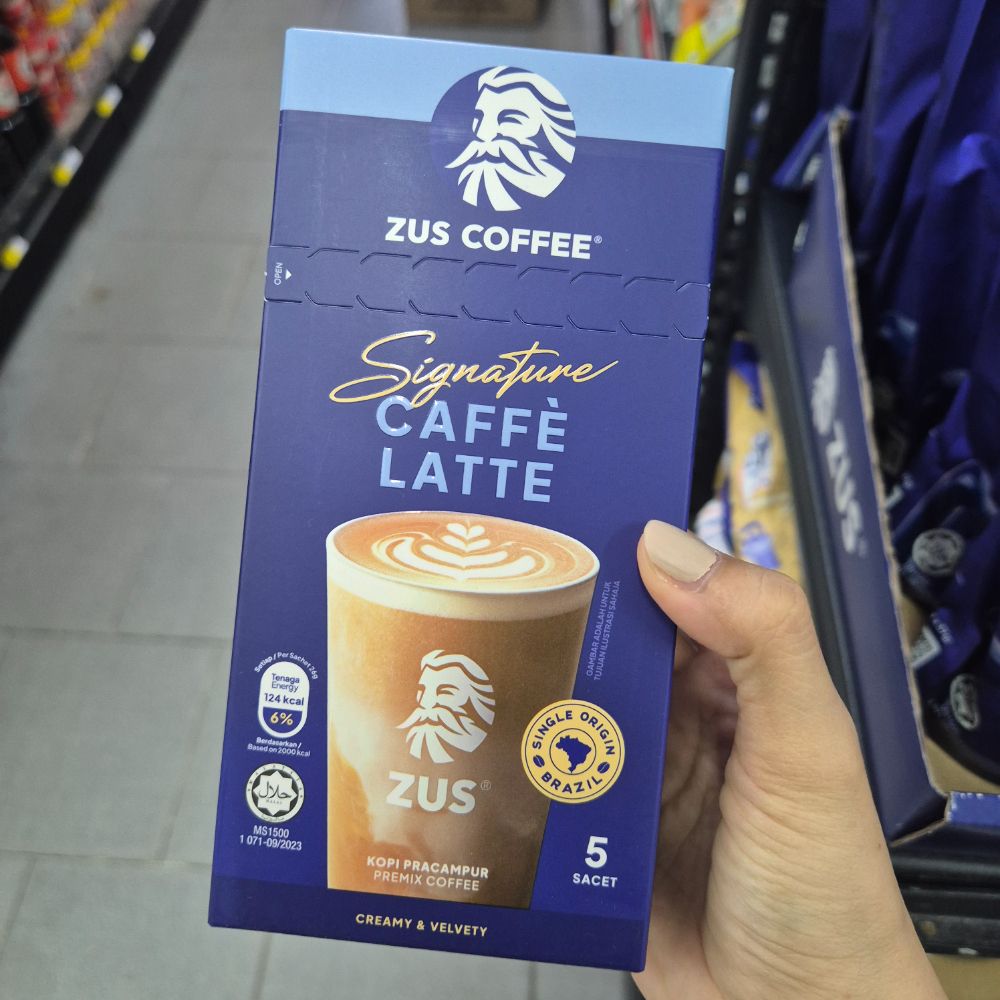 ZUS COFFEE®
OPEN
Signature
CAFFÈ
LATTE
GAMBAR ADALAH UNTUK
TUJUAN ILUSTRASI SAHAJA
Setiap / Per Sachet 26g
Tenaga
Energy
124 kcal
6%
Berdasarkan /
Based on 2000 kcal
حلال
HALAL
MS1500
1 071-09/2023
ZUS®
SINGLE ORIGIN
BRAZIL
KOPI PRACAMPUR
PREMIX COFFEE
5
SACET
CREAMY & VELVETY
ZUS